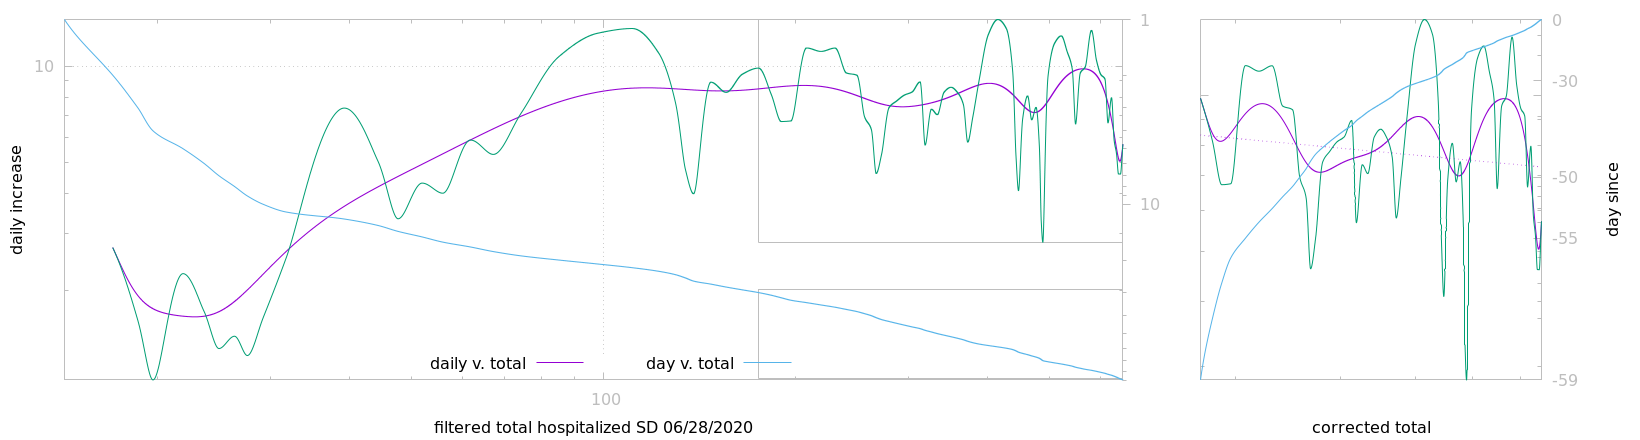 10
daily increase
1
10
daily v. total
day v. total
100
filtered total hospitalized SD 06/28/2020
0
-30
-50
-55
-59
day since
corrected total